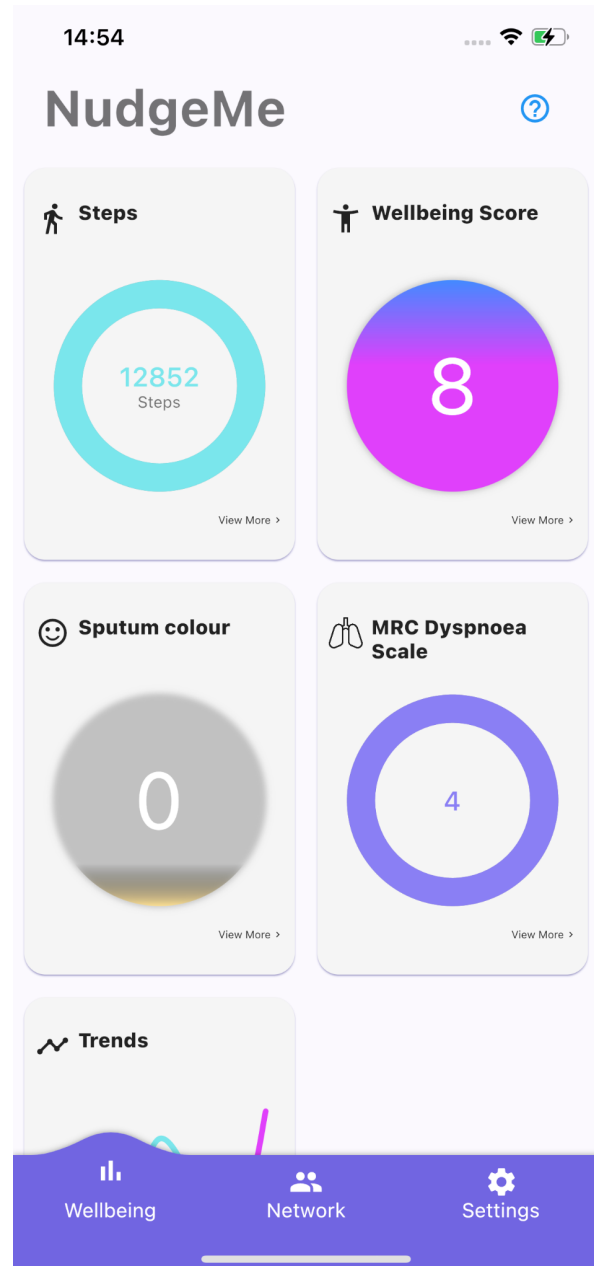 14:54
NudgeMe
Steps
12852
Steps
View More >
Wellbeing Score
8
View More >
Sputum colour
0
View More >
MRC Dyspnoea
Scale
4
View More >
Trends
Wellbeing
Network
Settings